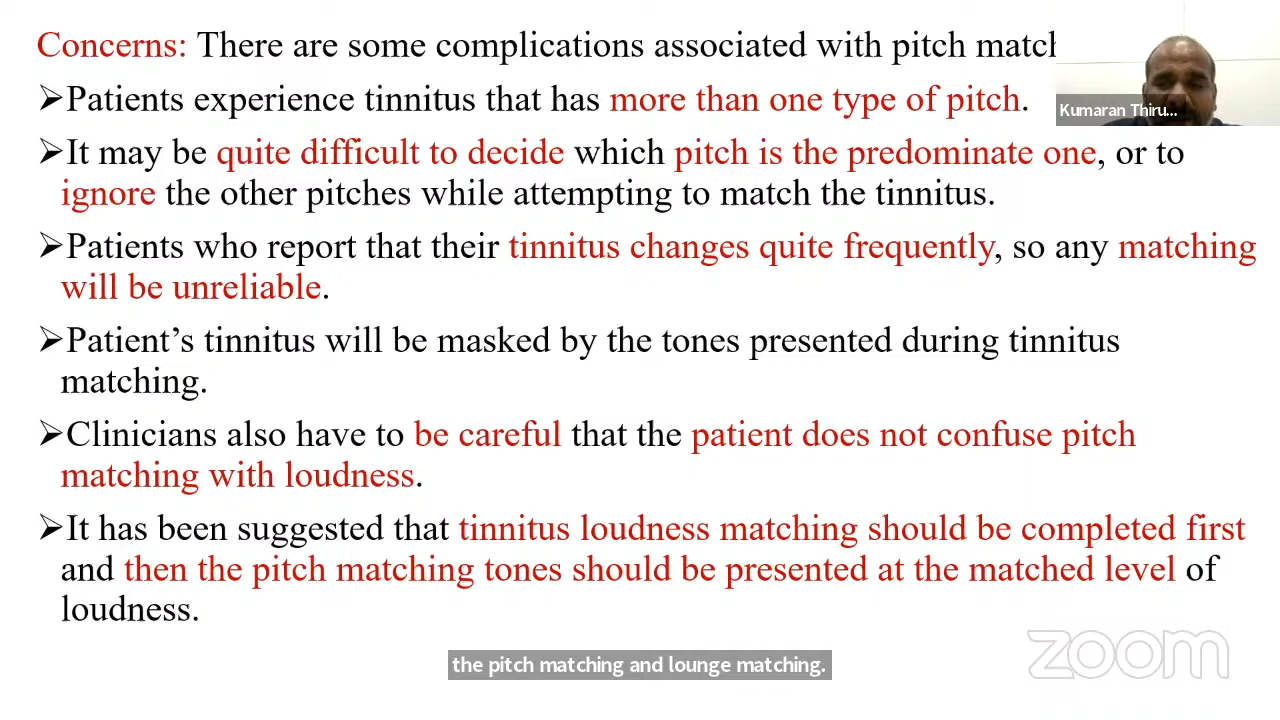 Concerns: There are some complications associated with pitch match
Kumaran Thiru...
➢Patients experience tinnitus that has more than one type of pitch.
➢It may be quite difficult to decide which pitch is the predominate one, or to
ignore the other pitches while attempting to match the tinnitus.
➢Patients who report that their tinnitus changes quite frequently, so any matching
will be unreliable.
➢Patient’s tinnitus will be masked by the tones presented during tinnitus
matching.
➢Clinicians also have to be careful that the patient does not confuse pitch
matching with loudness.
➢It has been suggested that tinnitus loudness matching should be completed first
and then the pitch matching tones should be presented at the matched level of
loudness.
zoom
the pitch matching and lounge matching.